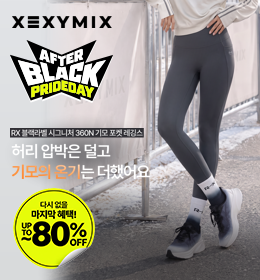 XEXYMIX
AFTER
BLACK
PRIDEDAY
RX 블랙라벨 시그니처 360N 기모 포켓 레깅스
허리 압박은 덜고
기모의 온기는 더했어요
다시 없을
마지막 혜택!
UP TO ~80% OFF